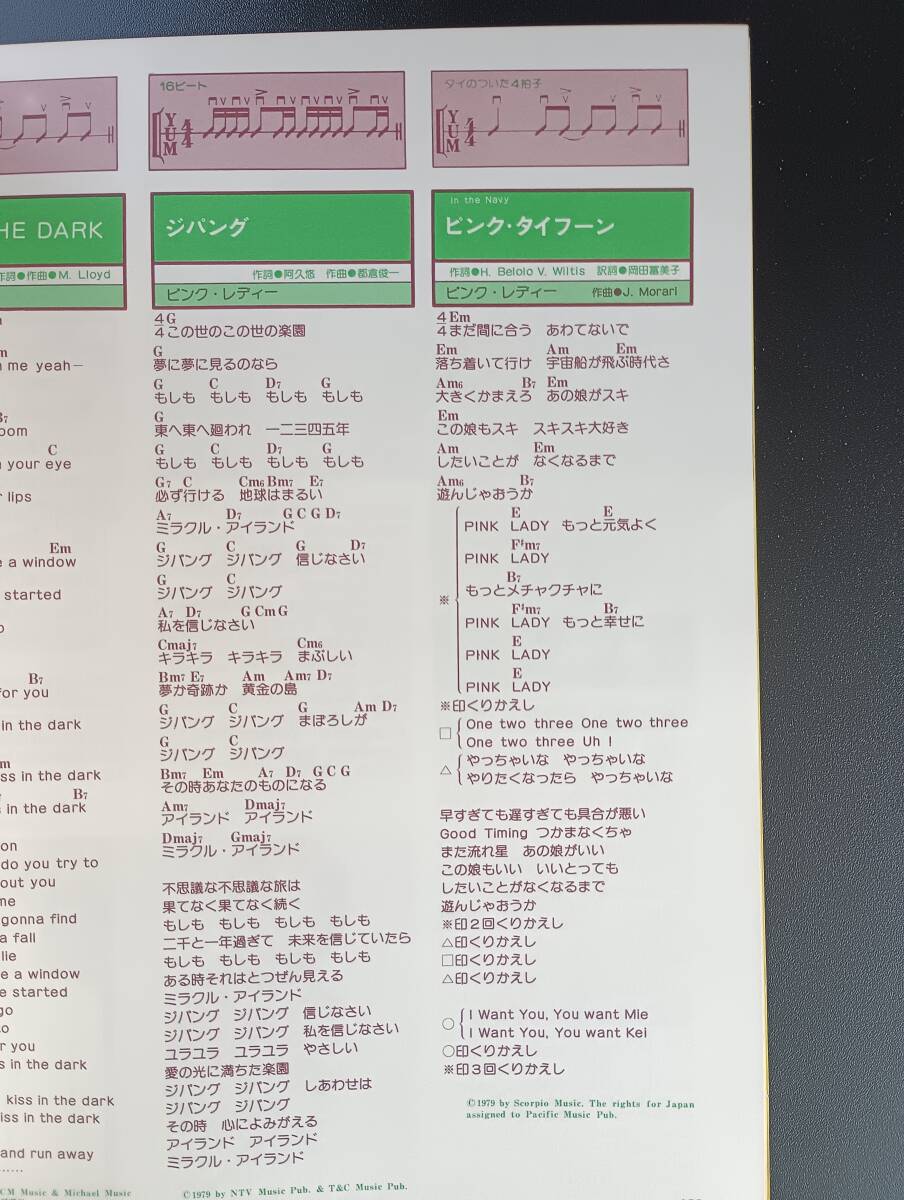 HE DARK
作詞●作曲●M. Lloyd
m
m
n me yeah—
B7
oom
C
n your eye
r lips
Em
e a window
started
o
B7
for you
in the dark
m
ss in the dark
B7
s in the dark
on
do you try to
out you
me
gonna find
a fall
lie
e a window
e started
go
to
r you
s in the dark
kiss in the dark
iss in the dark
and run away
……
CM Music & Michael Music
16ビート
YUM 4/4
ジパング
作詞●阿久悠 作曲●都倉俊一
ピンク・レディー
4/4 G
この世のこの世の楽園
G
夢に夢に見るのなら
G C D7 G
もしも もしも もしも もしも
G
東へ東へ廻われ 一二三四五年
G C D7 G
もしも もしも もしも もしも
G7 C Cm6 Bm7 E7
必ず行ける 地球はまるい
A7 D7 G C G D7
ミラクル・アイランド
G C G D7
ジパング ジパング 信じなさい
G C
ジパング ジパング
A7 D7 G Cm G
私を信じなさい
Cmaj7 Cm6
キラキラ キラキラ まぶしい
Bm7 E7 Am Am7 D7
夢か奇跡か 黄金の島
G C G Am D7
ジパング ジパング まぼろしが
G C
ジパング ジパング
Bm7 Em A7 D7 G C G
その時あなたのものになる
Am7 Dmaj7
アイランド アイランド
Dmaj7 Gmaj7
ミラクル・アイランド
不思議な不思議な旅は
果てなく果てなく続く
もしも もしも もしも もしも
二千と一年過ぎて 未来を信じていたら
もしも もしも もしも もしも
ある時それはとつぜん見える
ミラクル・アイランド
ジパング ジパング 信じなさい
ジパング ジパング 私を信じなさい
ユラユラ ユラユラ やさしい
愛の光に満ちた楽園
ジパング ジパング しあわせは
ジパング ジパング
その時 心によみがえる
アイランド アイランド
ミラクル・アイランド
©1979 by NTV Music Pub. & T&C Music Pub.
タイのついた4拍子
YUM 4/4
In the Navy
ピンク・タイフーン
作詞●H. Belolo V. Wiltis 訳詞●岡田冨美子
ピンク・レディー 作曲●J. Morari
4/4 Em
まだ間に合う あわてないで
Em Am Em
落ち着いて行け 宇宙船が飛ぶ時代さ
Am6 B7 Em
大きくかまえろ あの娘がスキ
Em
この娘もスキ スキスキ大好き
Am Em
したいことが なくなるまで
Am6 B7
遊んじゃおうか
E E
PINK LADY もっと元気よく
F♯m7
PINK LADY
B7
もっとメチャクチャに
※
F♯m7 B7
PINK LADY もっと幸せに
E
PINK LADY
E
PINK LADY
※印くりかえし
□ One two three One two three
One two three Uh !
△ やっちゃいな やっちゃいな
やりたくなったら やっちゃいな
早すぎても遅すぎても具合が悪い
Good Timing つかまなくちゃ
また流れ星 あの娘がいい
この娘もいい いいとっても
したいことがなくなるまで
遊んじゃおうか
※印2回くりかえし
△印くりかえし
□印くりかえし
△印くりかえし
○ I Want You, You want Mie
I Want You, You want Kei
○印くりかえし
※印3回くりかえし
©1979 by Scorpio Music. The rights for Japan
assigned to Pacific Music Pub.